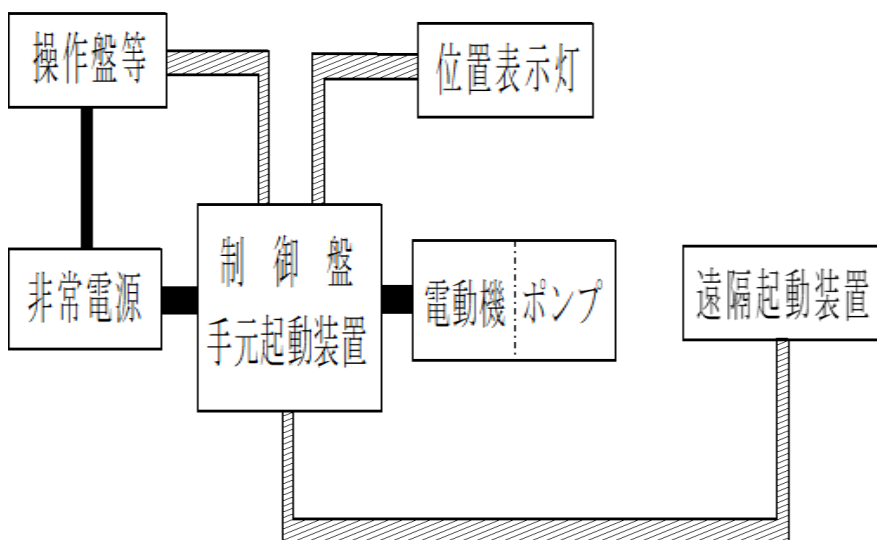 操作盤等
位置表示灯
非常電源
制御盤
手元起動装置
電動機
ポンプ
遠隔起動装置